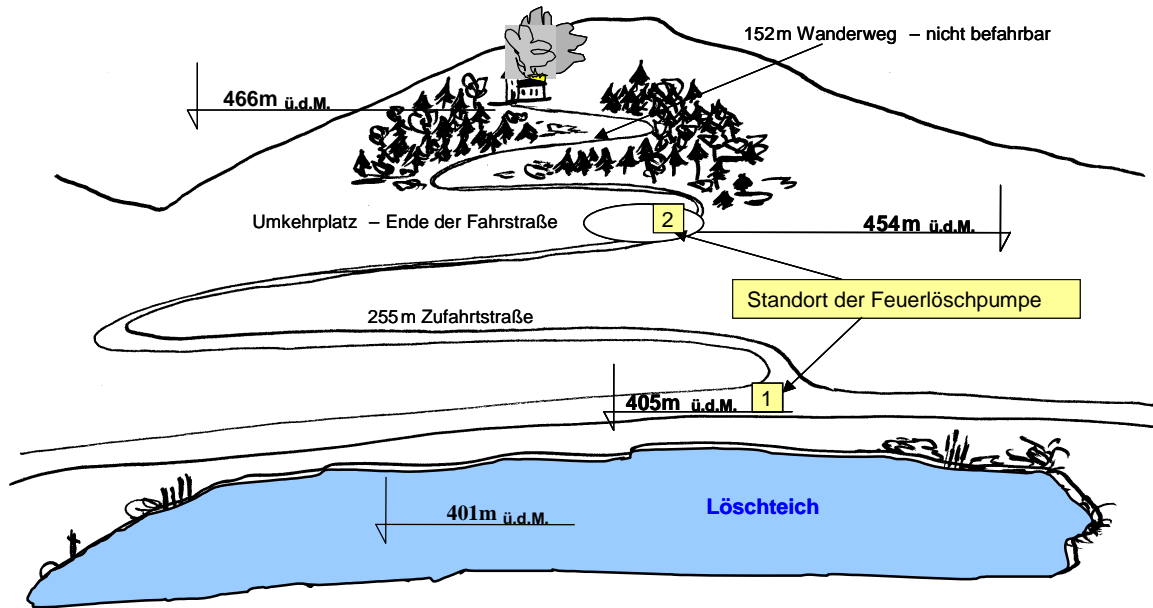 152m Wanderweg – nicht befahrbar
466m ü.d.M.
Umkehrplatz – Ende der Fahrstraße
2
454m ü.d.M.
Standort der Feuerlöschpumpe
255m Zufahrtstraße
1
405m ü.d.M.
Löschteich
401m ü.d.M.